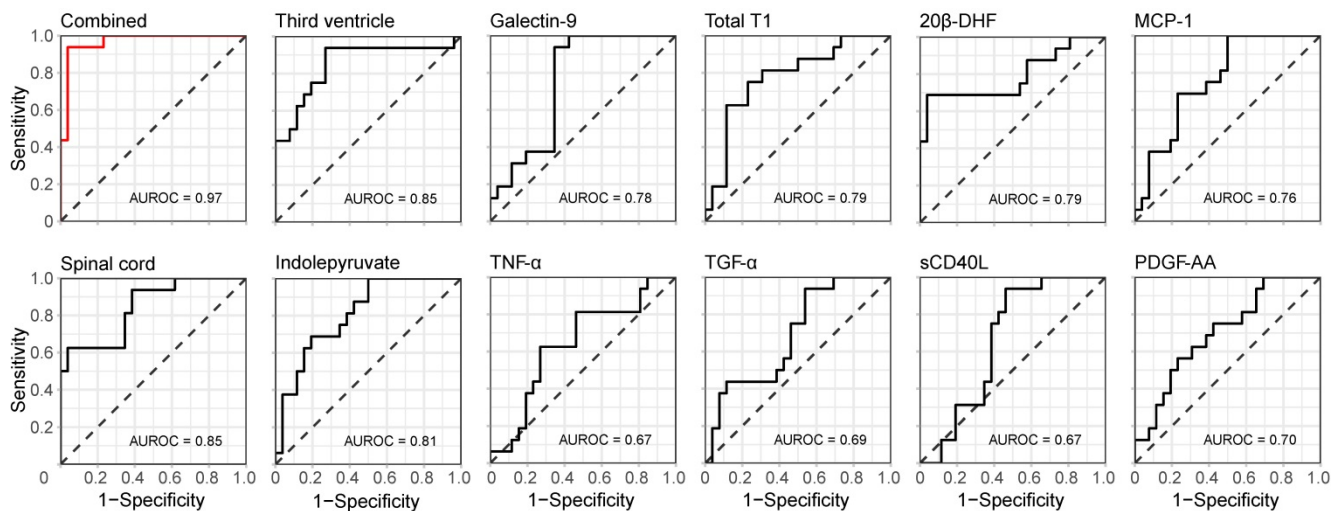 Combined
Third ventricle
Galectin-9
Total T1
20β-DHF
MCP-1
Sensitivity
1.0
0.8
0.6
0.4
0.2
0
AUROC = 0.97
AUROC = 0.85
AUROC = 0.78
AUROC = 0.79
AUROC = 0.79
AUROC = 0.76
Spinal cord
Indolepyruvate
TNF-α
TGF-α
sCD40L
PDGF-AA
Sensitivity
1.0
0.8
0.6
0.4
0.2
AUROC = 0.85
AUROC = 0.81
AUROC = 0.67
AUROC = 0.69
AUROC = 0.67
AUROC = 0.70
0 0.2 0.4 0.6 0.8 1.0 0.2 0.4 0.6 0.8 1.0 0.2 0.4 0.6 0.8 1.0 0.2 0.4 0.6 0.8 1.0 0.2 0.4 0.6 0.8 1.0 0.2 0.4 0.6 0.8 1.0
1−Specificity 1−Specificity 1−Specificity 1−Specificity 1−Specificity 1−Specificity